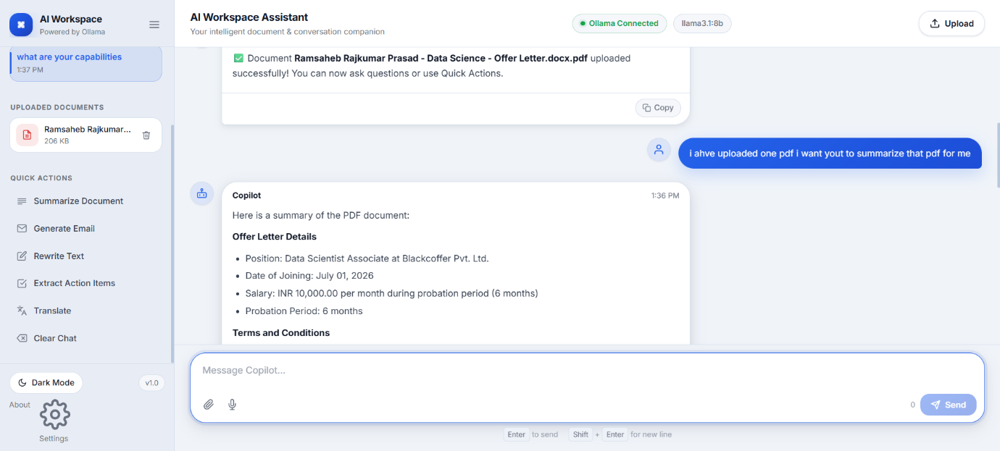 AI Workspace
Powered by Ollama
what are your capabilities
1:37 PM
UPLOADED DOCUMENTS
Ramsaheb Rajkumar...
206 KB
QUICK ACTIONS
Summarize Document
Generate Email
Rewrite Text
Extract Action Items
Translate
Clear Chat
Dark Mode
v1.0
About
Settings
AI Workspace Assistant
Your intelligent document & conversation companion
Ollama Connected
llama3.1:8b
Upload
✅ Document Ramsaheb Rajkumar Prasad - Data Science - Offer Letter.docx.pdf uploaded
successfully! You can now ask questions or use Quick Actions.
Copy
i ahve uploaded one pdf i want yout to summarize that pdf for me
Copilot
1:36 PM
Here is a summary of the PDF document:
Offer Letter Details
• Position: Data Scientist Associate at Blackcoffer Pvt. Ltd.
• Date of Joining: July 01, 2026
• Salary: INR 10,000.00 per month during probation period (6 months)
• Probation Period: 6 months
Terms and Conditions
Message Copilot...
0
Send
Enter to send Shift + Enter for new line